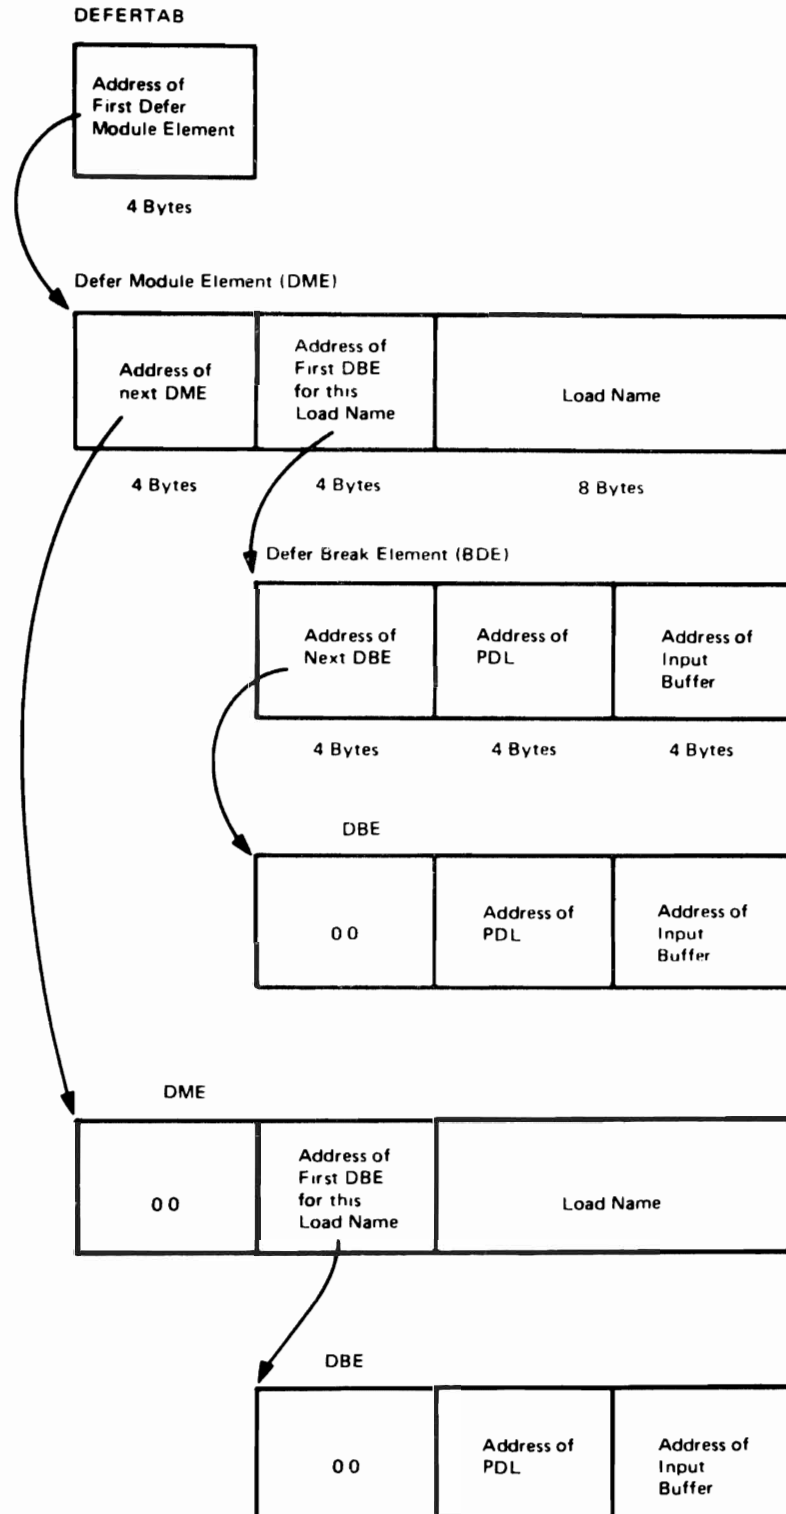 DEFERTAB
Address of
First Defer
Module Element
4 Bytes
Defer Module Element (DME)
Address of
next DME
Address of
First DBE
for this
Load Name
Load Name
4 Bytes
4 Bytes
8 Bytes
Defer Break Element (BDE)
Address of
Next DBE
Address of
PDL
Address of
Input
Buffer
4 Bytes
4 Bytes
4 Bytes
DBE
0 0
Address of
PDL
Address of
Input
Buffer
DME
0 0
Address of
First DBE
for this
Load Name
Load Name
DBE
0 0
Address of
PDL
Address of
Input
Buffer